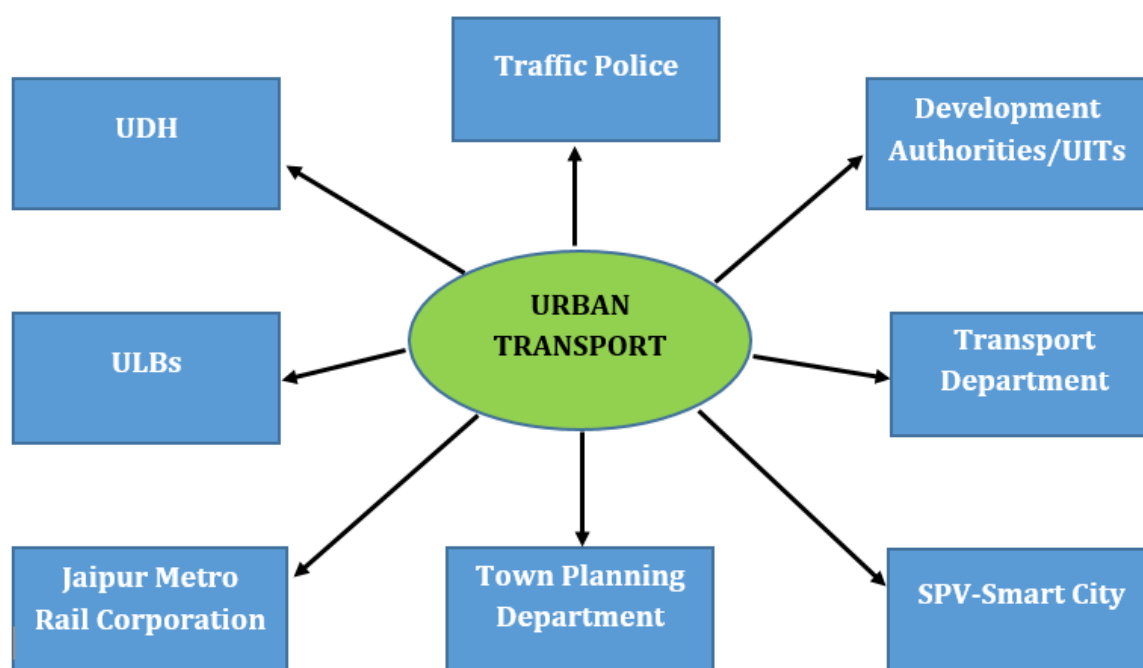 Traffic Police
UDH
Development
Authorities/UITs
URBAN
TRANSPORT
ULBs
Transport
Department
Jaipur Metro
Rail Corporation
Town Planning
Department
SPV-Smart City